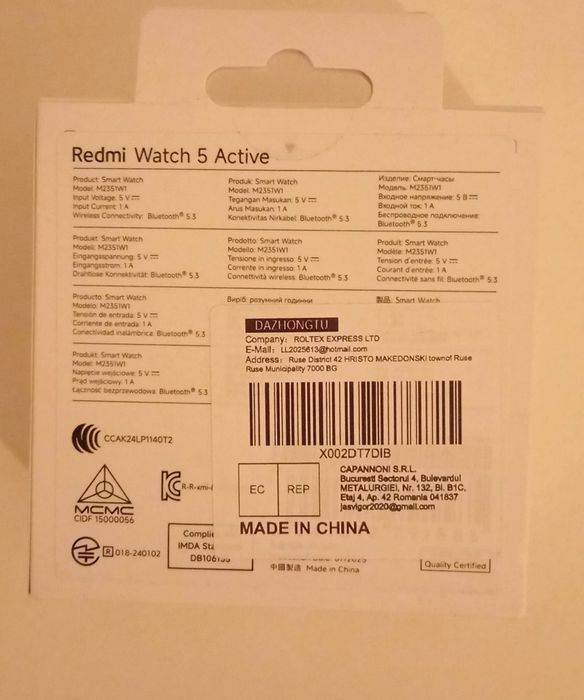 Redmi Watch 5 Active
Product: Smart Watch
Model: M2351W1
Input Voltage: 5 V
Input Current: 1 A
Wireless Connectivity: Bluetooth® 5.3
Produk: Smart Watch
Model: M2351W1
Tegangan Masukan: 5 V
Arus Masukan: 1 A
Konektivitas Nirkabel: Bluetooth® 5.3
Изделие: Смарт-часы
Модель: M2351W1
Входное напряжение: 5 В
Входной ток: 1 A
Беспроводное подключение:
Bluetooth® 5.3
Produkt: Smart Watch
Modell: M2351W1
Eingangsspannung: 5 V
Eingangsstrom: 1 A
Drahtlose Konnektivität: Bluetooth® 5.3
Prodotto: Smart Watch
Modello: M2351W1
Tensione in ingresso: 5 V
Corrente in ingresso: 1 A
Connettività wireless: Bluetooth® 5.3
Produit: Smart Watch
Modèle: M2351W1
Tension d'entrée: 5 V
Courant d'entrée: 1 A
Connectivité sans fil: Bluetooth® 5.3
Producto: Smart Watch
Modelo: M2351W1
Tensión de entrada: 5 V
Corriente de entrada: 1 A
Conectividad inalámbrica: Bluetooth® 5.3
Виріб: розумний годинник
製品: Smart Watch
Produkt: Smart Watch
Model: M2351W1
Napięcie wejściowe: 5 V
Prąd wejściowy: 1 A
Łączność bezprzewodowa: Bluetooth® 5.3
DAZHONGTU
Company: ROLTEX EXPRESS LTD
E-Mail: LL2025613@hotmail.com
Address: Ruse District 42 HRISTO MAKEDONSKI townof Ruse
Ruse Municipality 7000 BG
X002DT7DIB
EC REP
CAPANNONI S.R.L.
Bucuresti Sectorul 4, Bulevardul
METALURGIEI, Nr. 132, Bl. B1C,
Etaj 4, Ap. 42 Romania 041837
jasvigor2020@gmail.com
MADE IN CHINA
CCAK24LP1140T2
MCMC
CIDF 15000056
R-R-xmi-
R 018-240102
Complie
IMDA Sta
DB106
中國製造 Made in China
Quality Certified